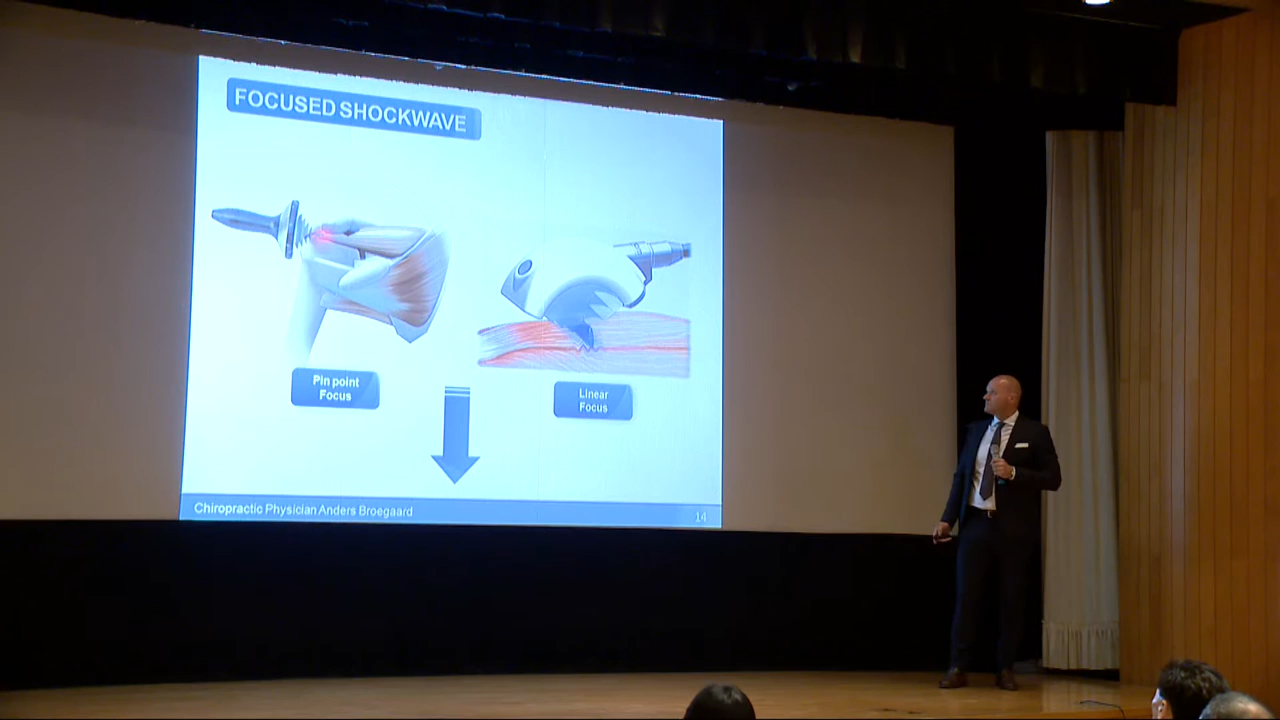 FOCUSED SHOCKWAVE
Pin point
Focus
Linear
Focus
Chiropractic Physician Anders Broegaard
14